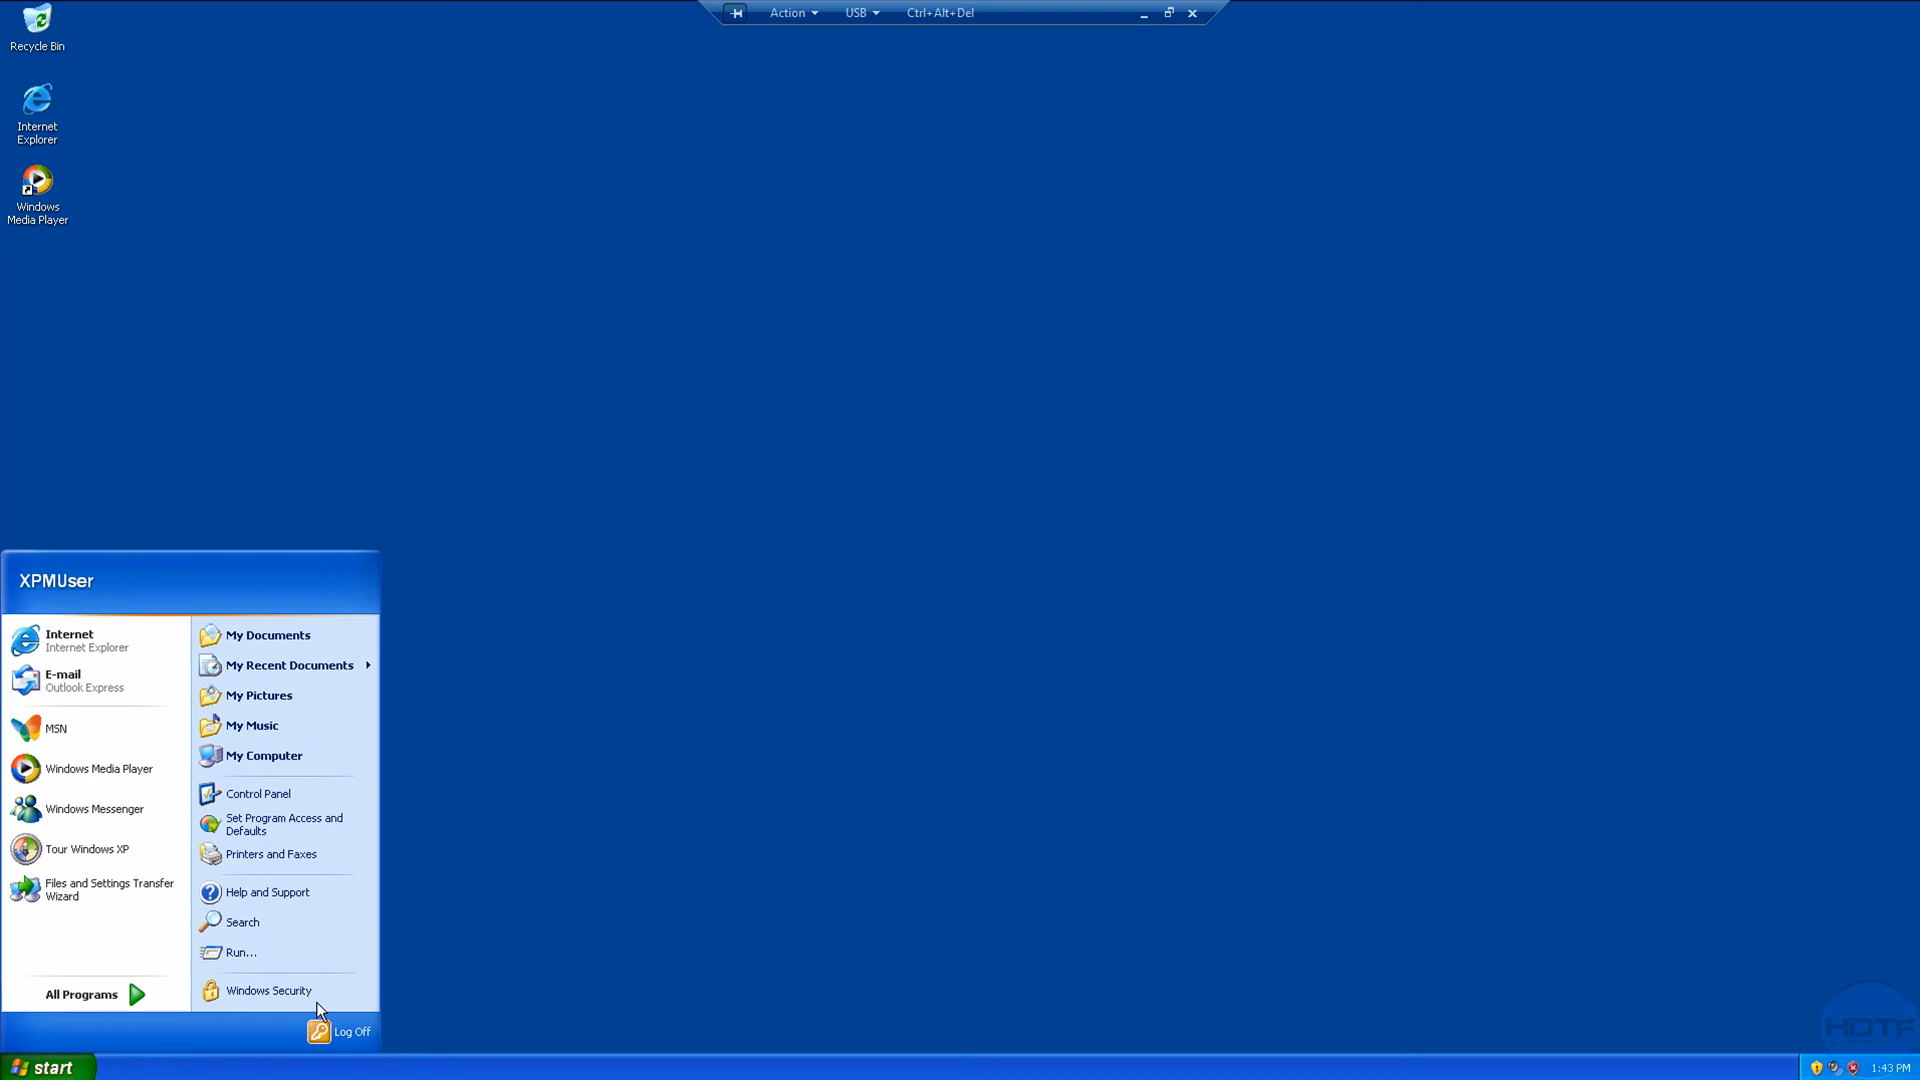 Action
USB
Ctrl+Alt+Del
Recycle Bin
Internet
Explorer
Windows
Media Player
XPMUser
Internet
Internet Explorer
E-mail
Outlook Express
MSN
Windows Media Player
Windows Messenger
Tour Windows XP
Files and Settings Transfer
Wizard
All Programs
My Documents
My Recent Documents
My Pictures
My Music
My Computer
Control Panel
Set Program Access and
Defaults
Printers and Faxes
Help and Support
Search
Run...
Windows Security
Log Off
start
HDTF
1:43 PM